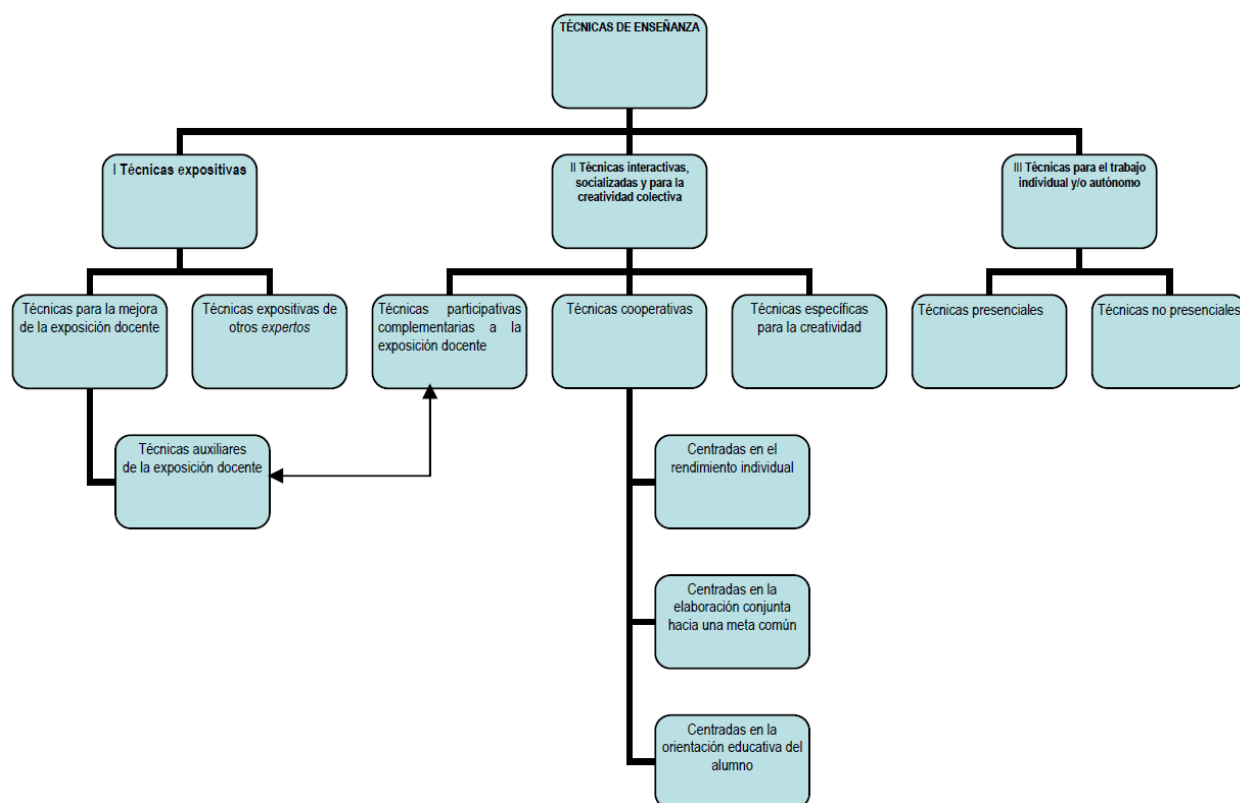 TÉCNICAS DE ENSEÑANZA
I Técnicas expositivas
II Técnicas interactivas,
socializadas y para la
creatividad colectiva
III Técnicas para el trabajo
individual y/o autónomo
Técnicas para la mejora
de la exposición docente
Técnicas expositivas de
otros expertos
Técnicas participativas
complementarias a la
exposición docente
Técnicas cooperativas
Técnicas específicas
para la creatividad
Técnicas presenciales
Técnicas no presenciales
Técnicas auxiliares
de la exposición docente
Centradas en el
rendimiento individual
Centradas en la
elaboración conjunta
hacia una meta común
Centradas en la
orientación educativa del
alumno